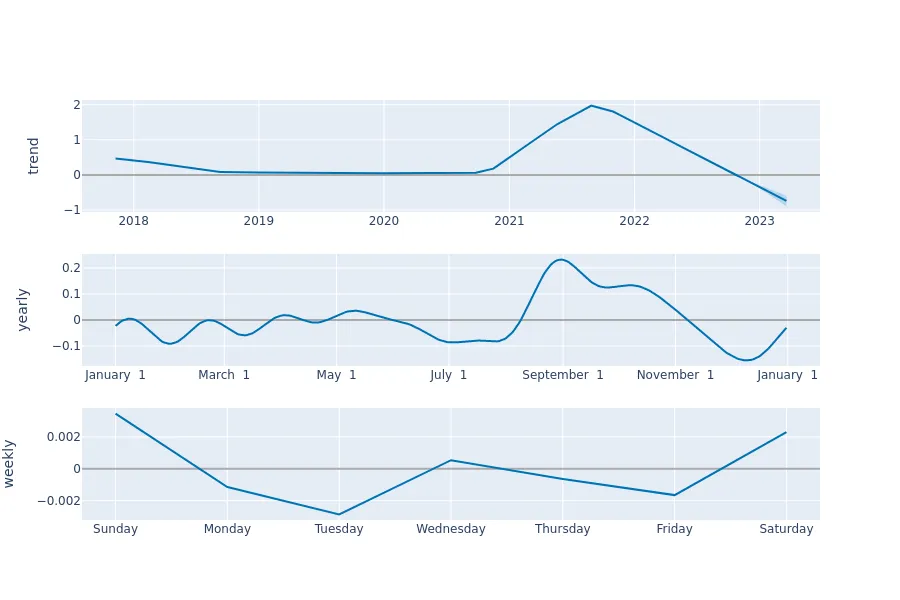 trend
2
1
0
−1
2018 2019 2020 2021 2022 2023
yearly
0.2
0.1
0
−0.1
January 1 March 1 May 1 July 1 September 1 November 1 January 1
weekly
0.002
0
−0.002
Sunday Monday Tuesday Wednesday Thursday Friday Saturday